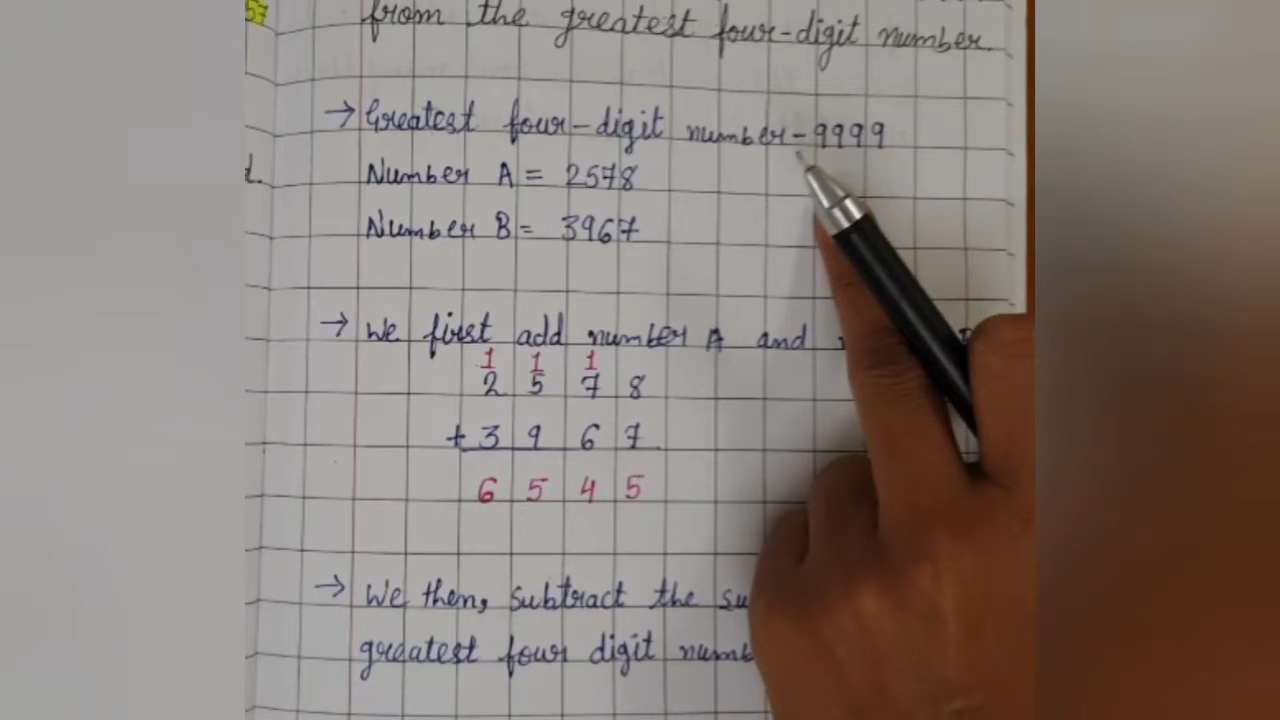 57
from the greatest four-digit number.
→ Greatest four-digit number-9999
Number A = 2578
Number B = 3967
→ We first add number A and
1 1 1
2 5 7 8
+ 3 9 6 7
6 5 4 5
→ We then, subtract the
greatest four digit